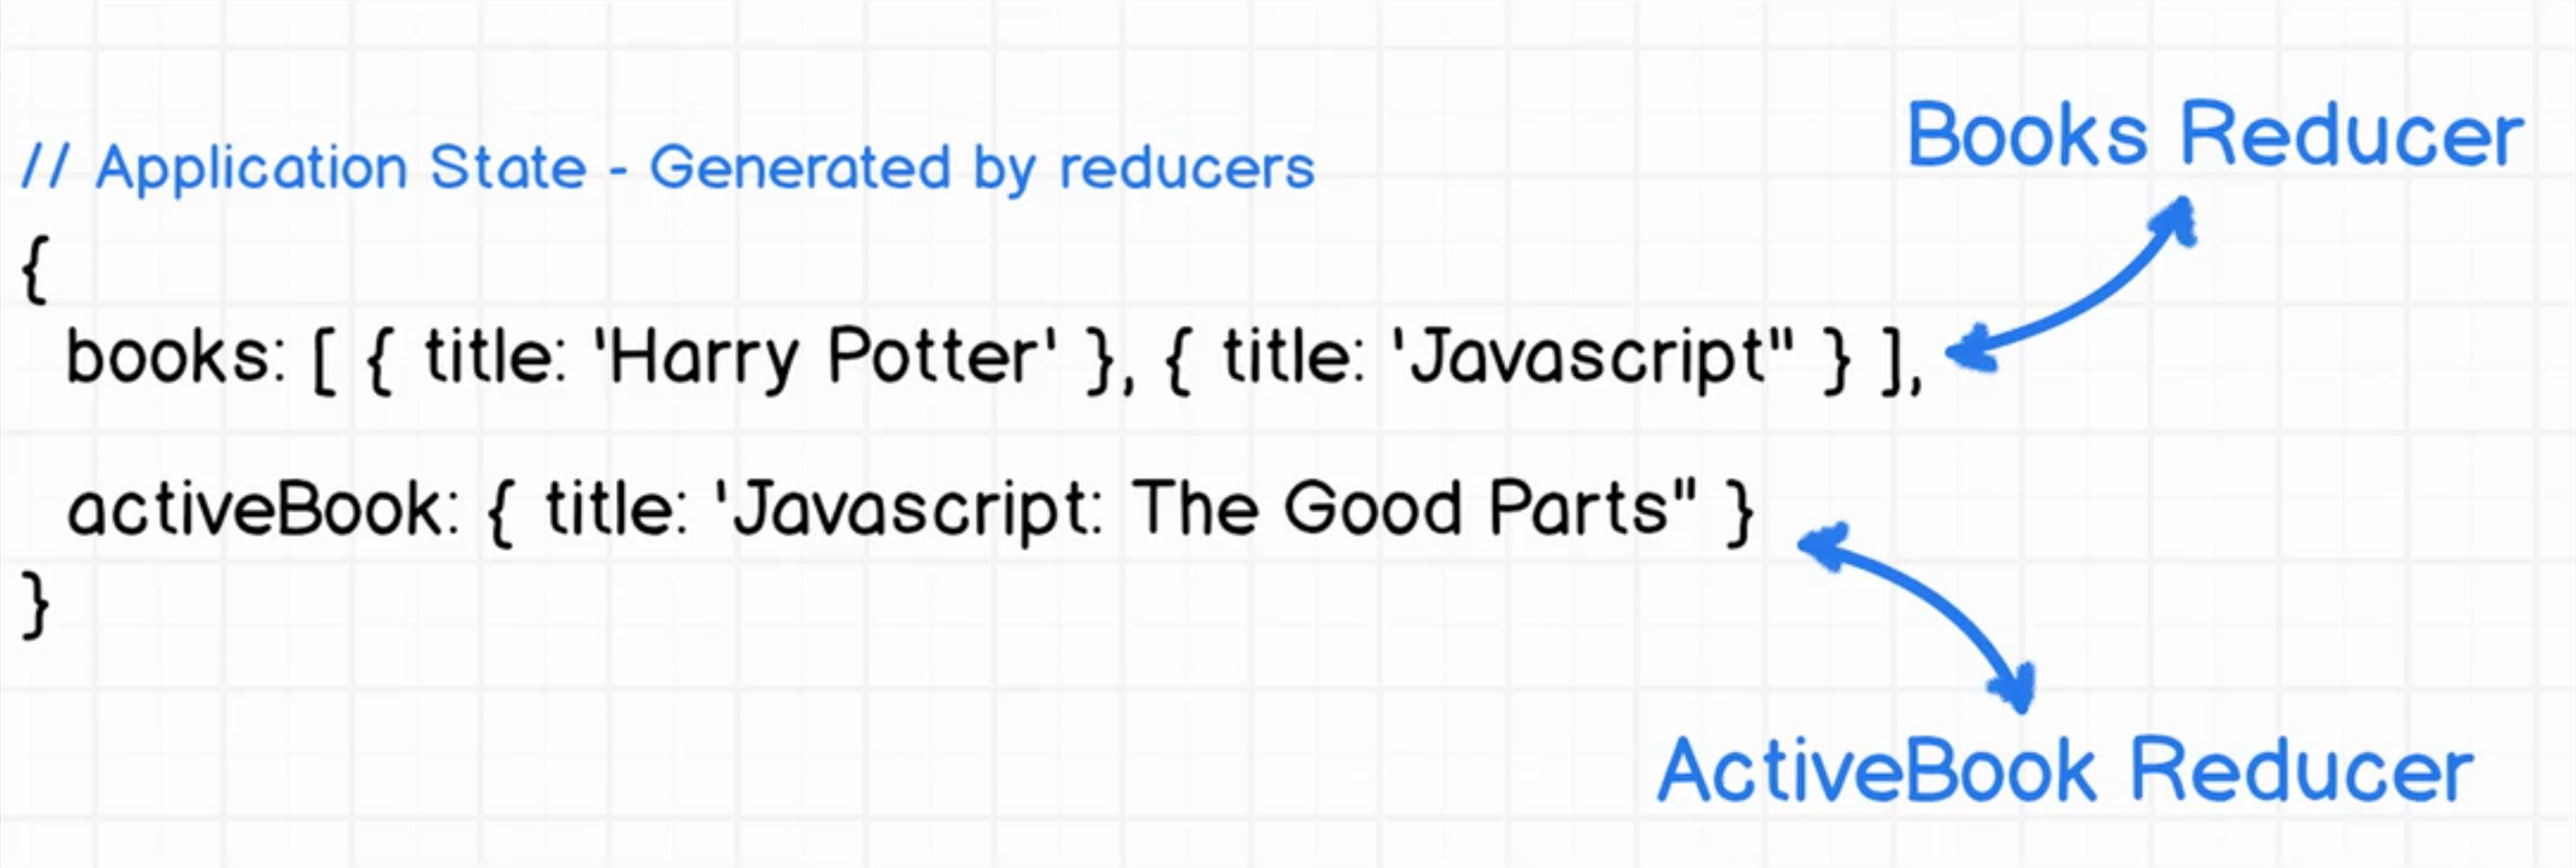 Books Reducer
// Application State - Generated by reducers
{
books: [ { title: 'Harry Potter' }, { title: 'Javascript" } ],
activeBook: { title: 'Javascript: The Good Parts" }
}
ActiveBook Reducer